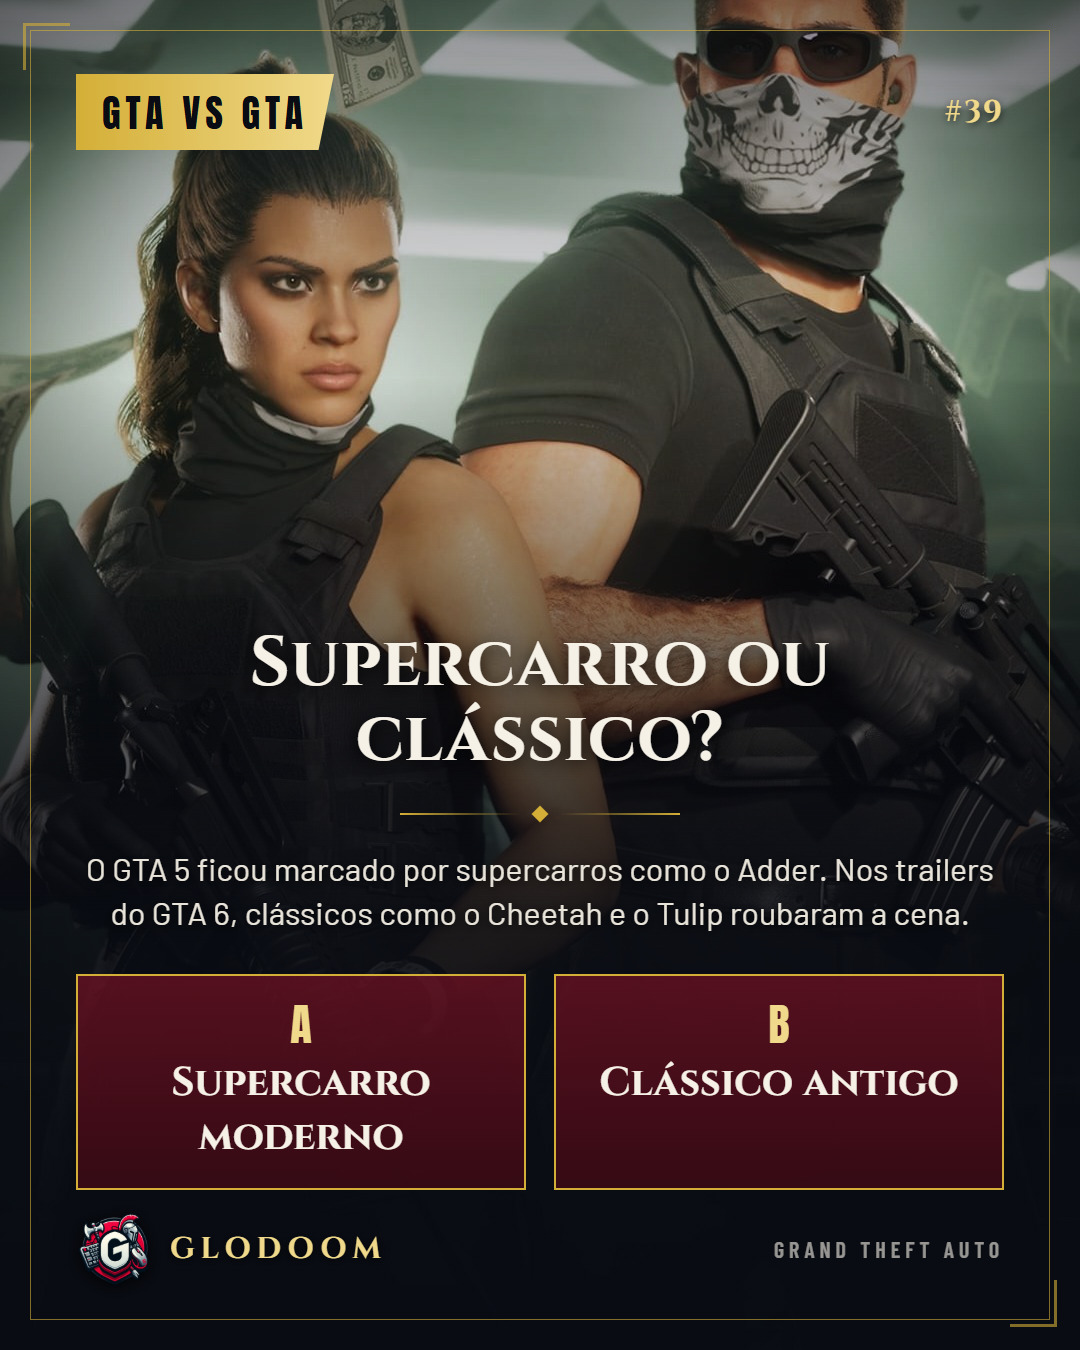 GTA VS GTA
#39
Supercarro ou
clássico?
O GTA 5 ficou marcado por supercarros como o Adder. Nos trailers
do GTA 6, clássicos como o Cheetah e o Tulip roubaram a cena.
A
Supercarro
moderno
B
Clássico antigo
G
GLODOOM
GRAND THEFT AUTO